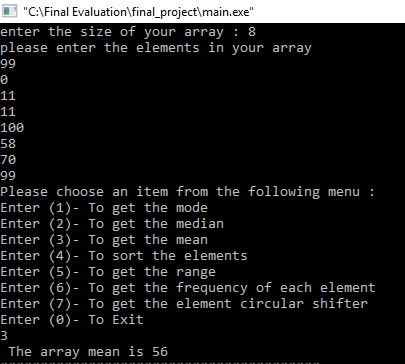 "C:\Final Evaluation\final_project\main.exe"
enter the size of your array : 8
please enter the elements in your array
99
0
11
11
100
58
70
99
Please choose an item from the following menu :
Enter (1)- To get the mode
Enter (2)- To get the median
Enter (3)- To get the mean
Enter (4)- To sort the elements
Enter (5)- To get the range
Enter (6)- To get the frequency of each element
Enter (7)- To get the element circular shifter
Enter (0)- To Exit
3
The array mean is 56